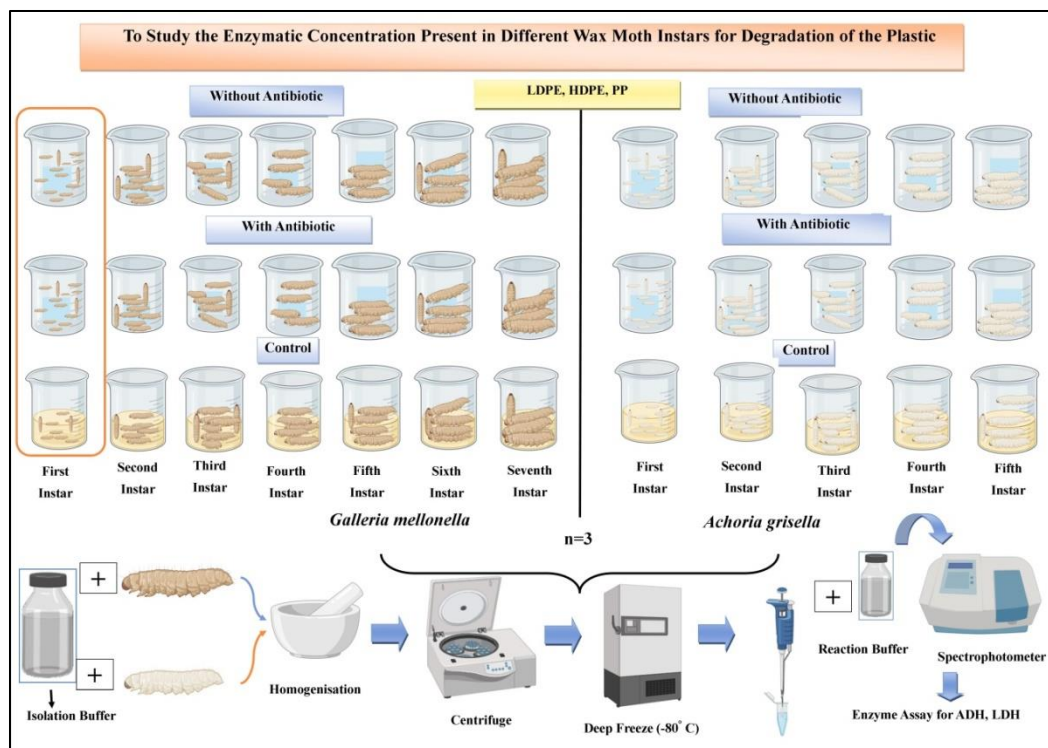 To Study the Enzymatic Concentration Present in Different Wax Moth Instars for Degradation of the Plastic
LDPE, HDPE, PP
Without Antibiotic
Without Antibiotic
With Antibiotic
With Antibiotic
Control
Control
First
Instar
Second
Instar
Third
Instar
Fourth
Instar
Fifth
Instar
Sixth
Instar
Seventh
Instar
First
Instar
Second
Instar
Third
Instar
Fourth
Instar
Fifth
Instar
Galleria mellonella
Achoria grisella
n=3
+
+
Isolation Buffer
Homogenisation
Centrifuge
Deep Freeze (-80° C)
+
Reaction Buffer
Spectrophotometer
Enzyme Assay for ADH, LDH